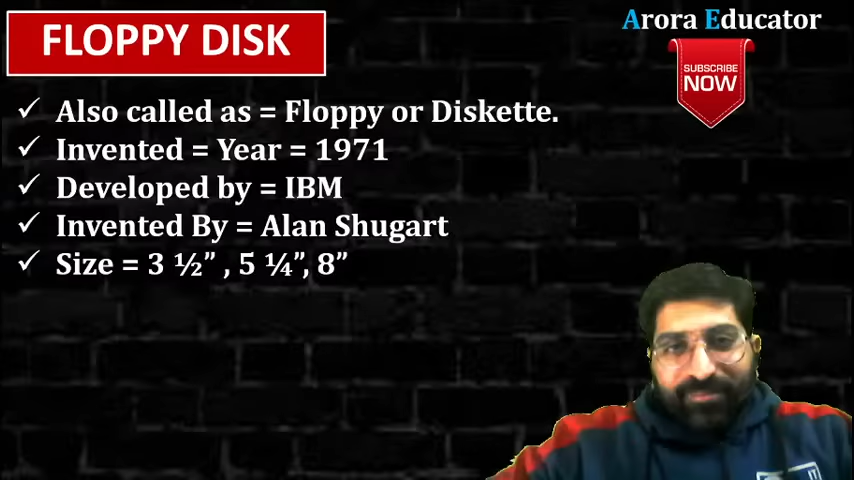 FLOPPY DISK
Arora Educator
SUBSCRIBE
NOW
✓ Also called as = Floppy or Diskette.
✓ Invented = Year = 1971
✓ Developed by = IBM
✓ Invented By = Alan Shugart
✓ Size = 3 ½” , 5 ¼”, 8”